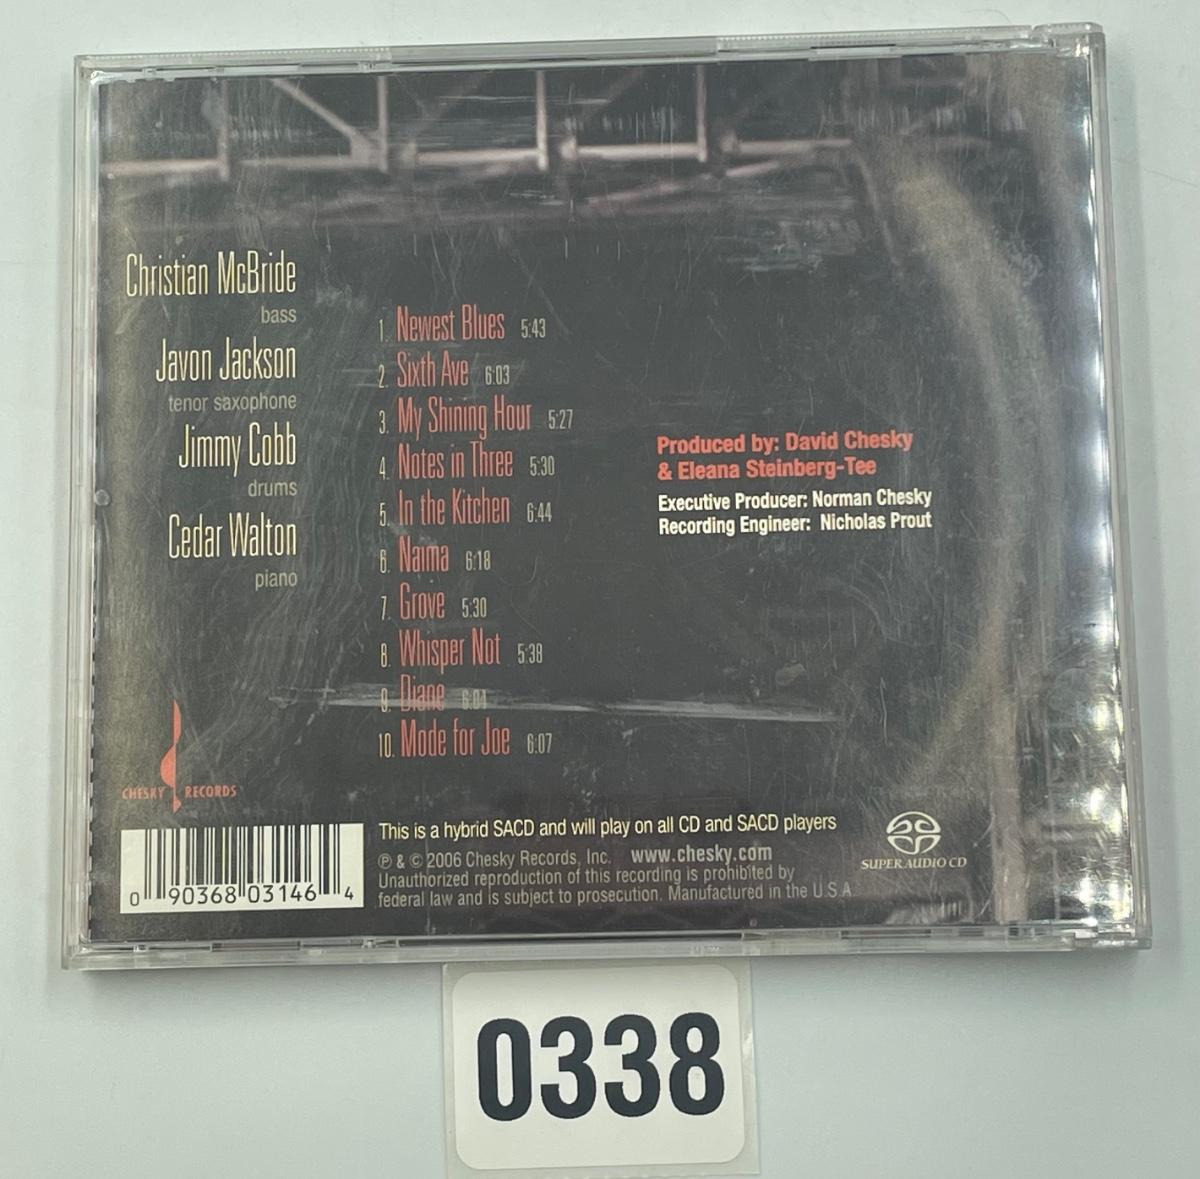 Christian McBride
bass
Javon Jackson
tenor saxophone
Jimmy Cobb
drums
Cedar Walton
piano
1. Newest Blues 5:43
2. Sixth Ave 6:03
3. My Shining Hour 5:27
4. Notes in Three 5:30
5. In the Kitchen 6:44
6. Naima 6:18
7. Grove 5:30
8. Whisper Not 5:38
9. Diane 6:04
10. Mode for Joe 6:07
Produced by: David Chesky
& Eleana Steinberg-Tee
Executive Producer: Norman Chesky
Recording Engineer: Nicholas Prout
CHESKY RECORDS
0 90368 03146 4
This is a hybrid SACD and will play on all CD and SACD players
℗ & © 2006 Chesky Records, Inc. www.chesky.com
Unauthorized reproduction of this recording is prohibited by
federal law and is subject to prosecution. Manufactured in the U.S.A.
SUPER AUDIO CD
0338